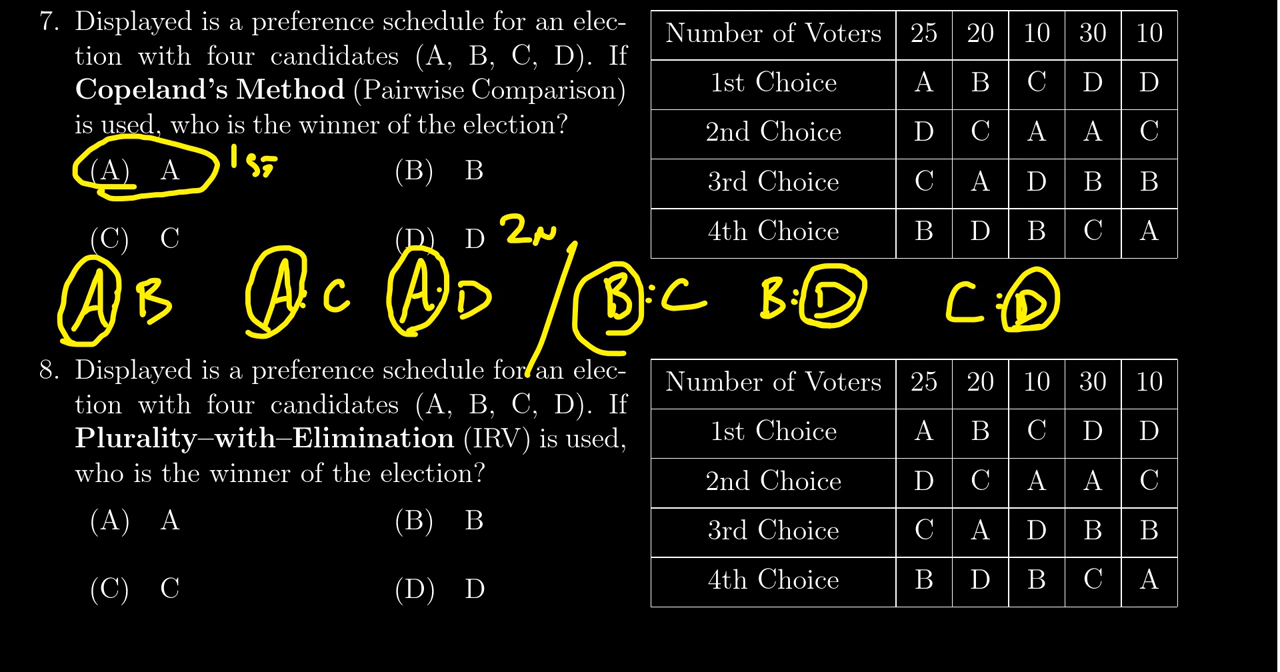 7. Displayed is a preference schedule for an elec-
tion with four candidates (A, B, C, D). If
Copeland's Method (Pairwise Comparison)
is used, who is the winner of the election?
(A) A 1st (B) B
(C) C (D) D 2n
Number of Voters 25 20 10 30 10
1st Choice A B C D D
2nd Choice D C A A C
3rd Choice C A D B B
4th Choice B D B C A
A B A:C A:D / B:C B:D C:D
8. Displayed is a preference schedule for an elec-
tion with four candidates (A, B, C, D). If
Plurality–with–Elimination (IRV) is used,
who is the winner of the election?
(A) A (B) B
(C) C (D) D
Number of Voters 25 20 10 30 10
1st Choice A B C D D
2nd Choice D C A A C
3rd Choice C A D B B
4th Choice B D B C A